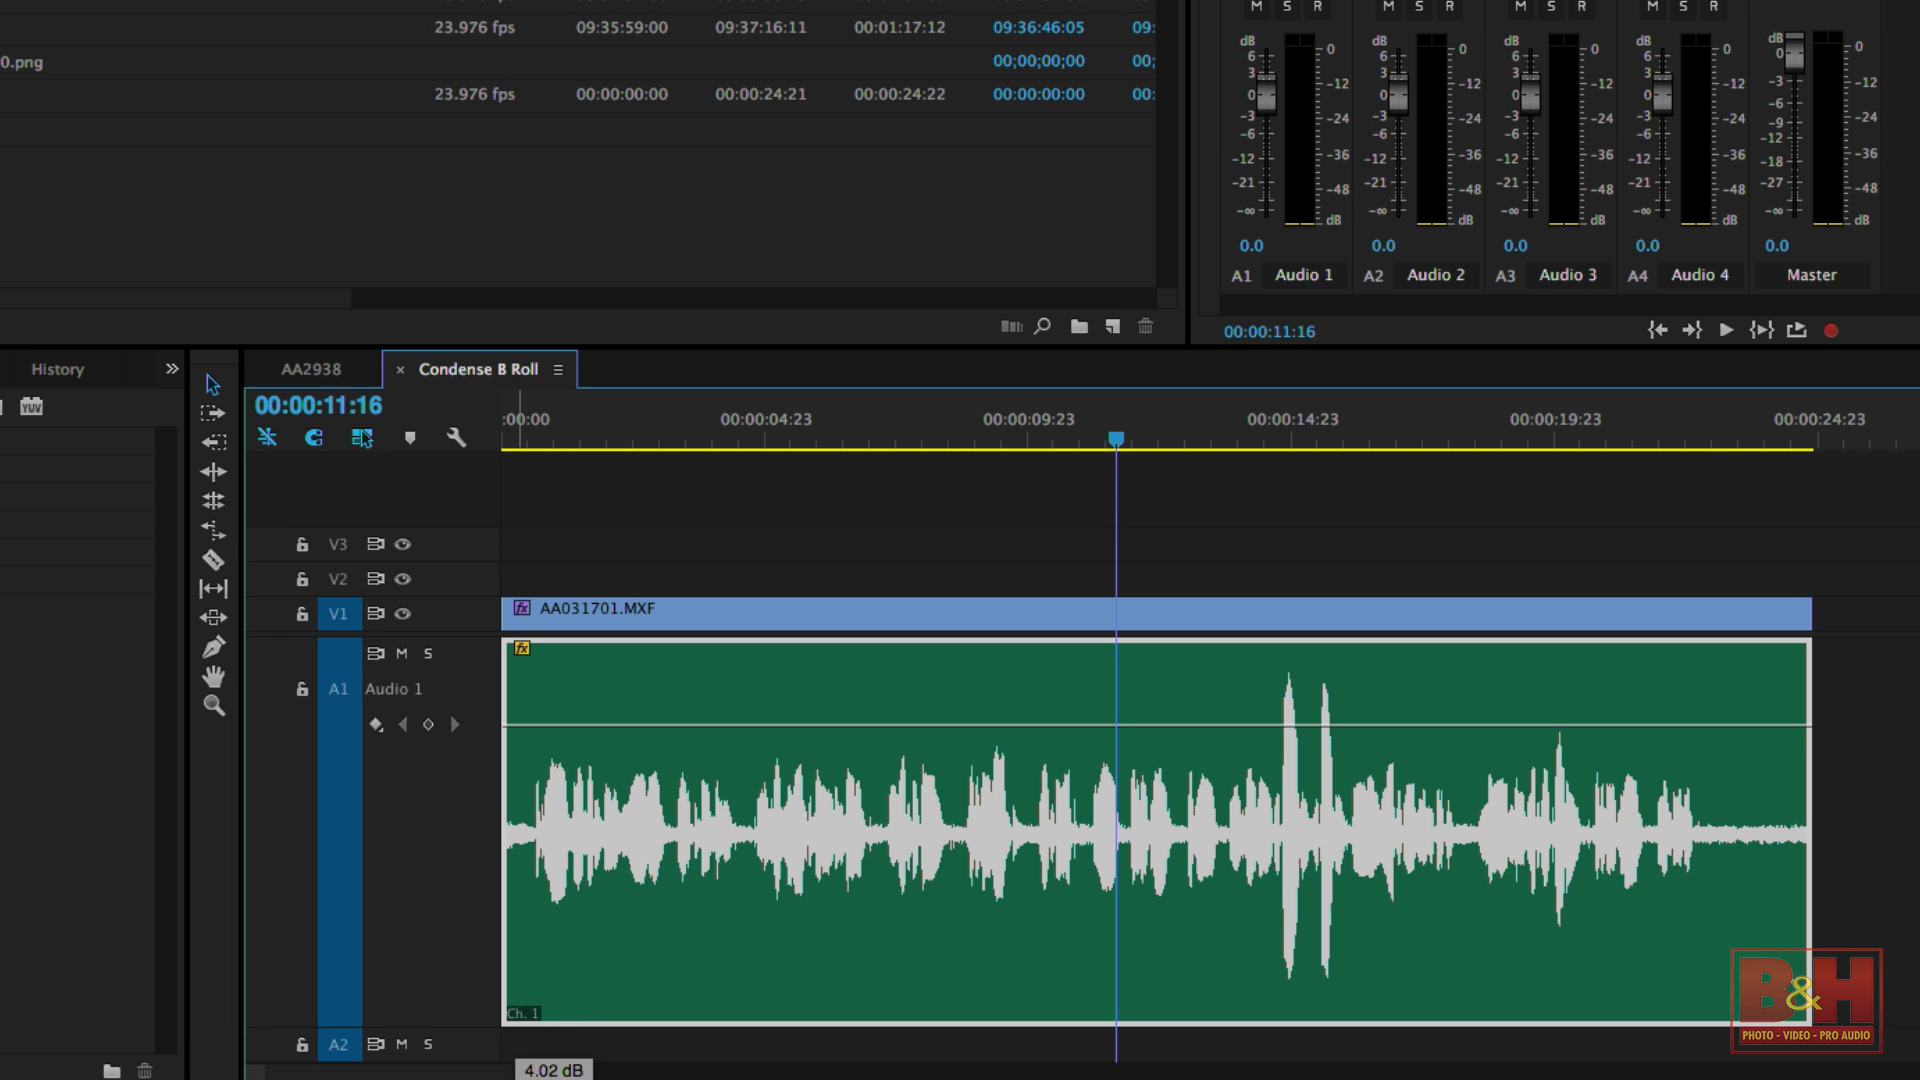 23.976 fps 09:35:59:00 09:37:16:11 00:01:17:12 09:36:46:05 09:
0.png 00;00;00;00 00;
23.976 fps 00:00:00:00 00:00:24:21 00:00:24:22 00:00:00:00 00:
M S R M S R M S R M S R
dB 6 3 0 -3 -6 -12 -21 -∞ 0 -12 -24 -36 -48 dB
dB 6 3 0 -3 -6 -12 -21 -∞ 0 -12 -24 -36 -48 dB
dB 6 3 0 -3 -6 -12 -21 -∞ 0 -12 -24 -36 -48 dB
dB 6 3 0 -3 -6 -12 -21 -∞ 0 -12 -24 -36 -48 dB
dB 0 -3 -6 -9 -12 -18 -27 -∞ 0 -12 -24 -36 -48 dB
0.0 0.0 0.0 0.0 0.0
A1 Audio 1 A2 Audio 2 A3 Audio 3 A4 Audio 4 Master
00:00:11:16
History
YUV
AA2938 × Condense B Roll
00:00:11:16
:00:00 00:00:04:23 00:00:09:23 00:00:14:23 00:00:19:23 00:00:24:23
V3
V2
V1 fx AA031701.MXF
M S fx
A1 Audio 1
Ch. 1
A2 M S
4.02 dB
B&H
PHOTO - VIDEO - PRO AUDIO